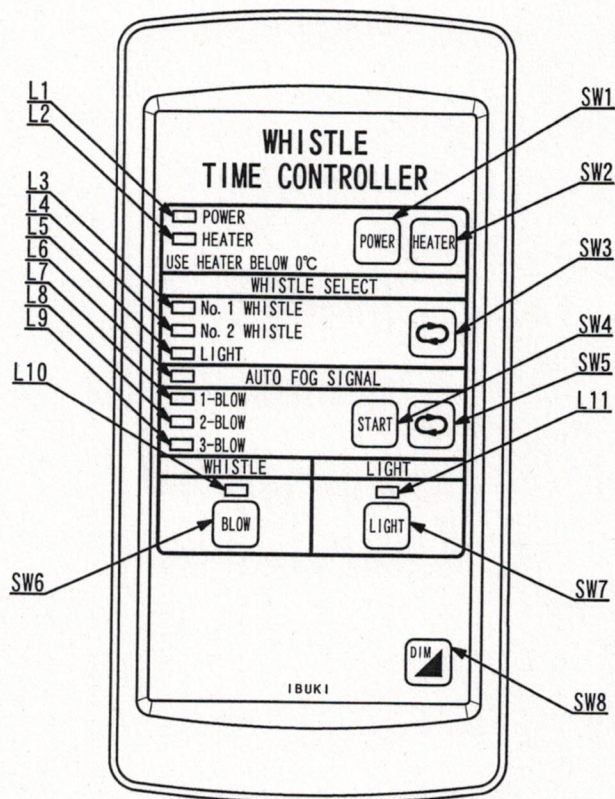 L1
L2
L3
L4
L5
L6
L7
L8
L9
L10
SW6
WHISTLE
TIME CONTROLLER
POWER
HEATER
USE HEATER BELOW 0℃
POWER
HEATER
WHISTLE SELECT
No. 1 WHISTLE
No. 2 WHISTLE
LIGHT
AUTO FOG SIGNAL
1-BLOW
2-BLOW
3-BLOW
START
WHISTLE
LIGHT
BLOW
LIGHT
DIM
IBUKI
SW1
SW2
SW3
SW4
SW5
L11
SW7
SW8